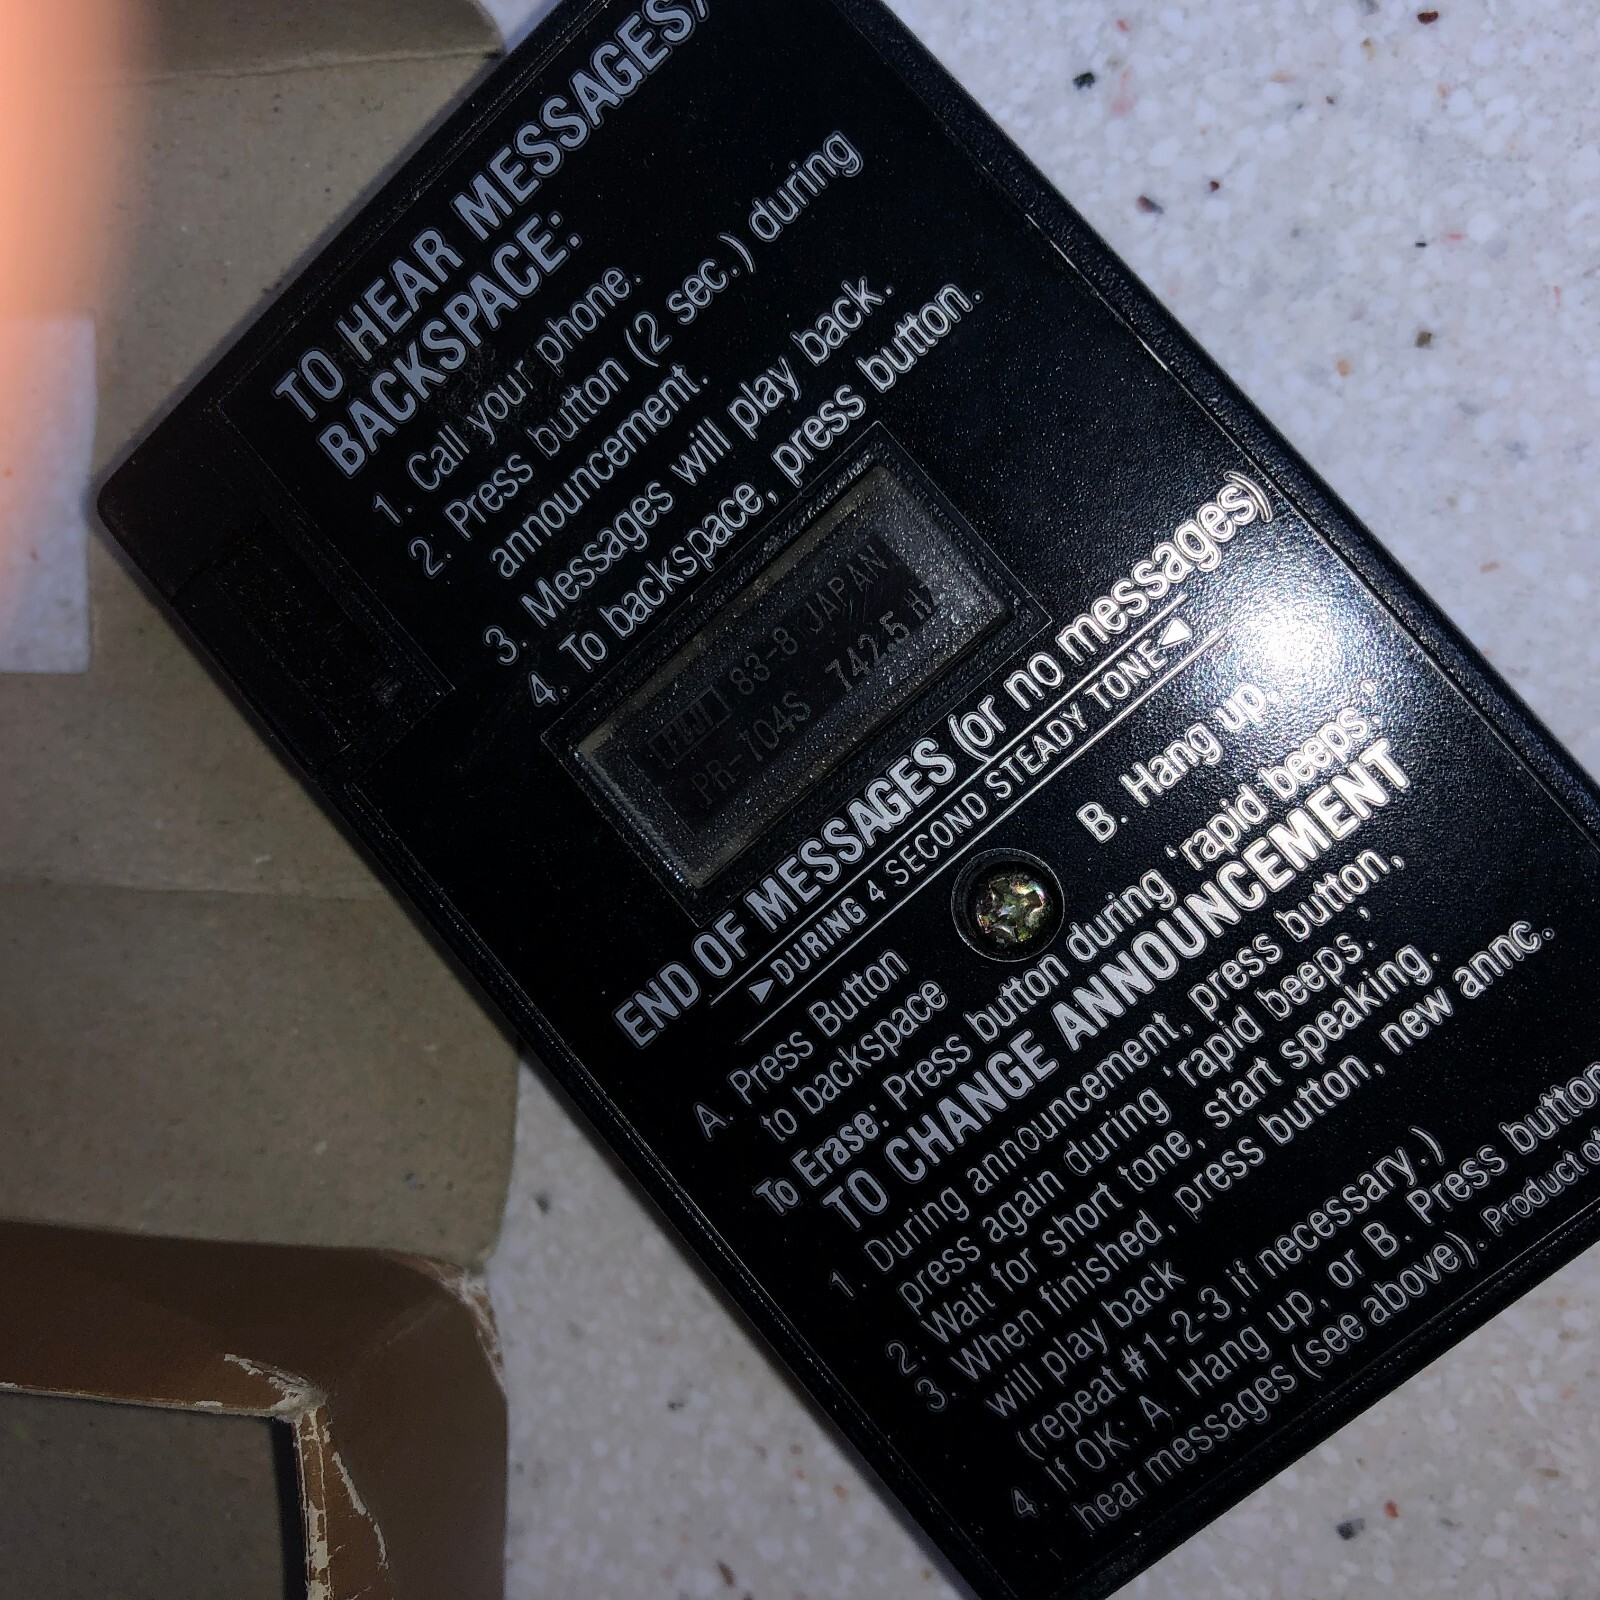 TO HEAR MESSAGES/
BACKSPACE:
1. Call your phone.
2. Press button (2 sec.) during
announcement.
3. Messages will play back.
4. To backspace, press button.
FUJI 83-8 JAPAN
PR-704S 742.5 H
END OF MESSAGES (or no messages)
►DURING 4 SECOND STEADY TONE◄
A. Press Button
to backspace
B. Hang up.
To Erase: Press button during 'rapid beeps.'
TO CHANGE ANNOUNCEMENT
1. During announcement, press button,
press again during 'rapid beeps.'
2. Wait for short tone, start speaking.
3. When finished, press button, new annc.
will play back
(repeat #1-2-3 if necessary.)
4. If OK: A. Hang up, or B. Press button
hear messages (see above). Product of